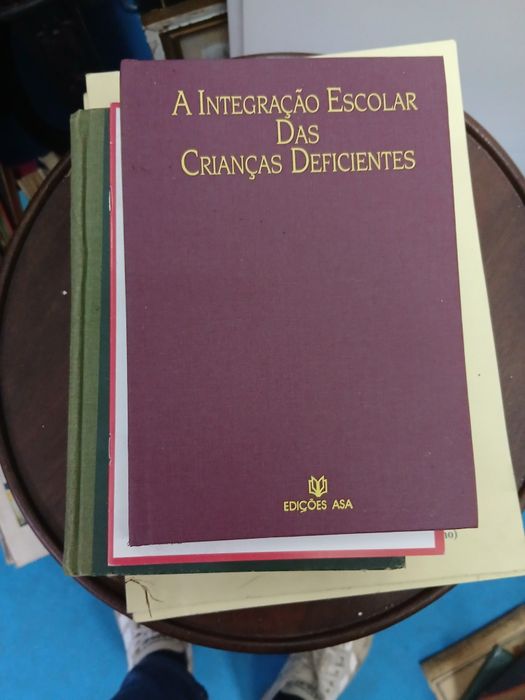 A INTEGRAÇÃO ESCOLAR
DAS
CRIANÇAS DEFICIENTES
EDIÇÕES ASA